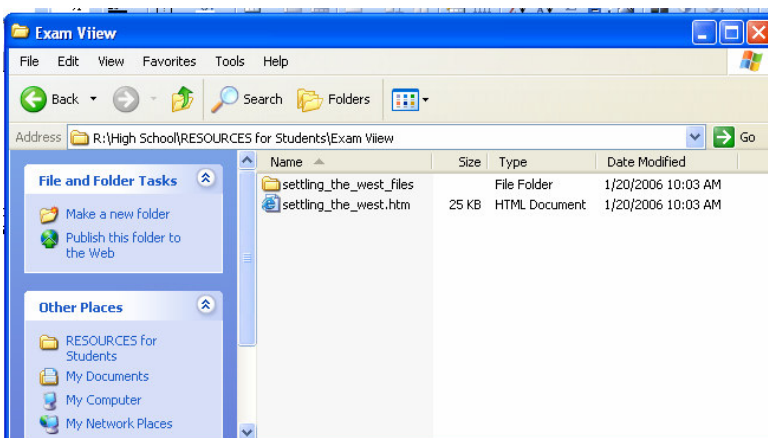 Exam Viiew
File Edit View Favorites Tools Help
Back Search Folders
Address R:\High School\RESOURCES for Students\Exam Viiew Go
File and Folder Tasks
Make a new folder
Publish this folder to
the Web
Other Places
RESOURCES for
Students
My Documents
My Computer
My Network Places
Name Size Type Date Modified
settling_the_west_files File Folder 1/20/2006 10:03 AM
settling_the_west.htm 25 KB HTML Document 1/20/2006 10:03 AM